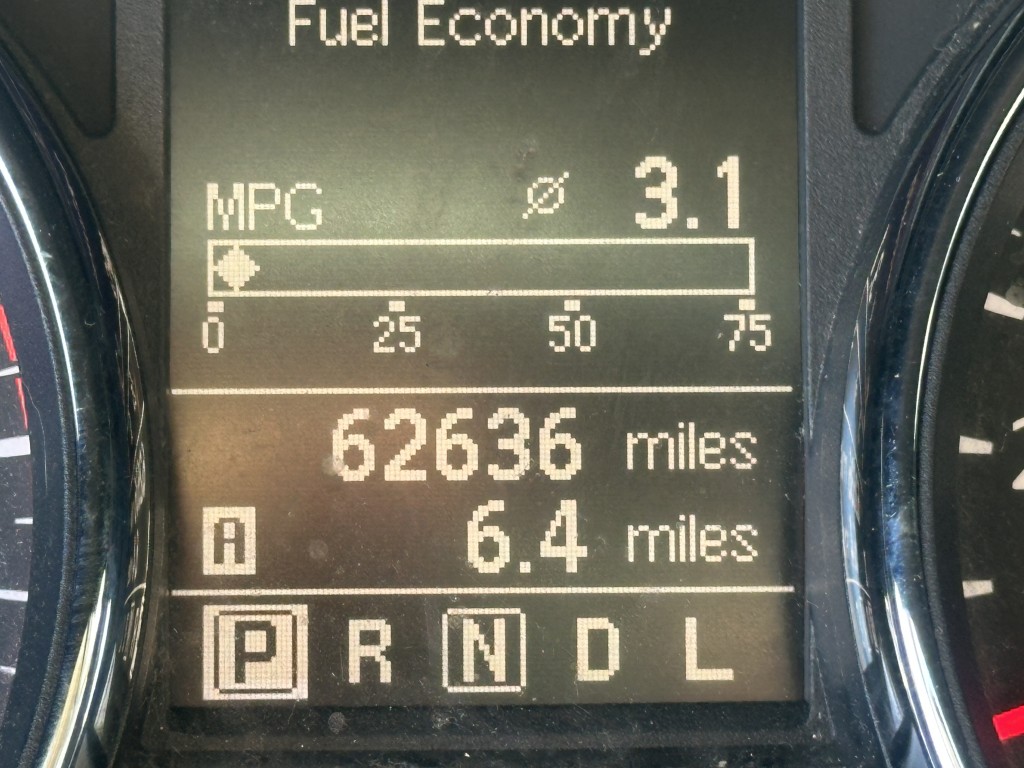 Fuel Economy
MPG Ø 3.1
0 25 50 75
62636 miles
A 6.4 miles
P R N D L